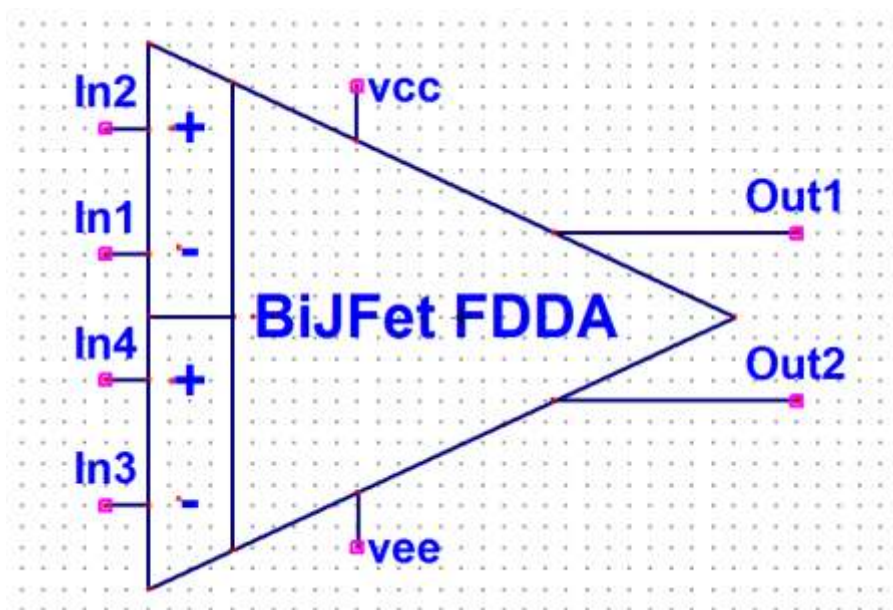 In2
+
vcc
In1
-
Out1
BiJFet FDDA
In4
+
Out2
In3
-
vee